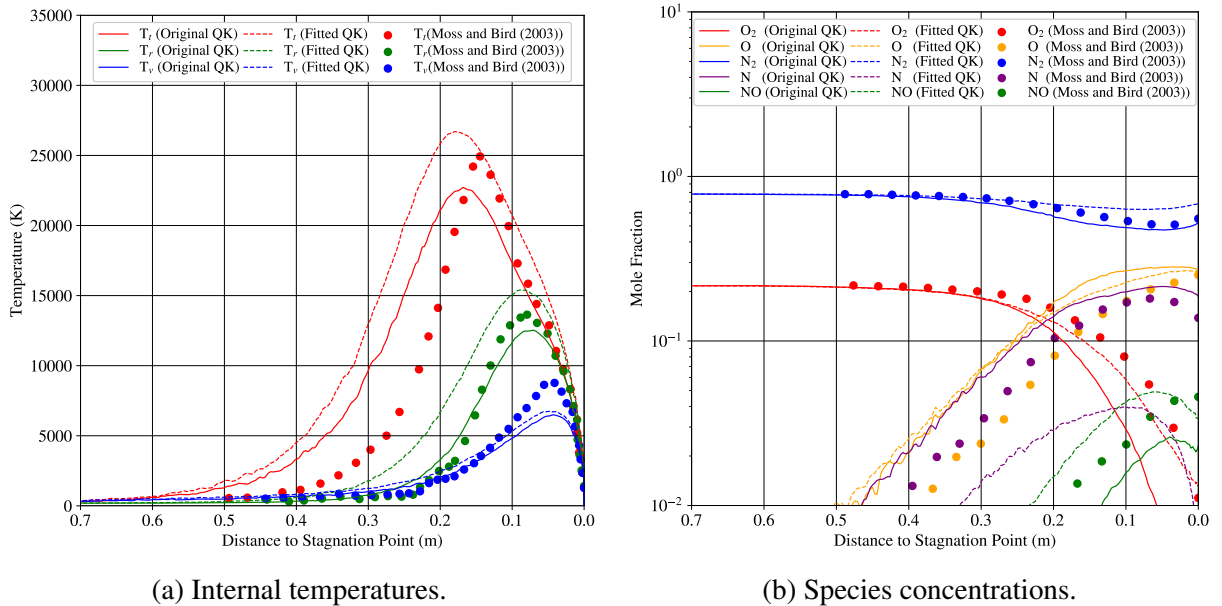 T_t (Original QK) T_t (Fitted QK) T_t(Moss and Bird (2003))
T_r (Original QK) T_r (Fitted QK) T_r(Moss and Bird (2003))
T_v (Original QK) T_v (Fitted QK) T_v(Moss and Bird (2003))
35000
30000
25000
20000
15000
10000
5000
0
Temperature (K)
0.7 0.6 0.5 0.4 0.3 0.2 0.1 0.0
Distance to Stagnation Point (m)
(a) Internal temperatures.
O₂ (Original QK) O₂ (Fitted QK) O₂ (Moss and Bird (2003))
O (Original QK) O (Fitted QK) O (Moss and Bird (2003))
N₂ (Original QK) N₂ (Fitted QK) N₂ (Moss and Bird (2003))
N (Original QK) N (Fitted QK) N (Moss and Bird (2003))
NO (Original QK) NO (Fitted QK) NO (Moss and Bird (2003))
10¹
10⁰
10⁻¹
10⁻²
Mole Fraction
0.7 0.6 0.5 0.4 0.3 0.2 0.1 0.0
Distance to Stagnation Point (m)
(b) Species concentrations.